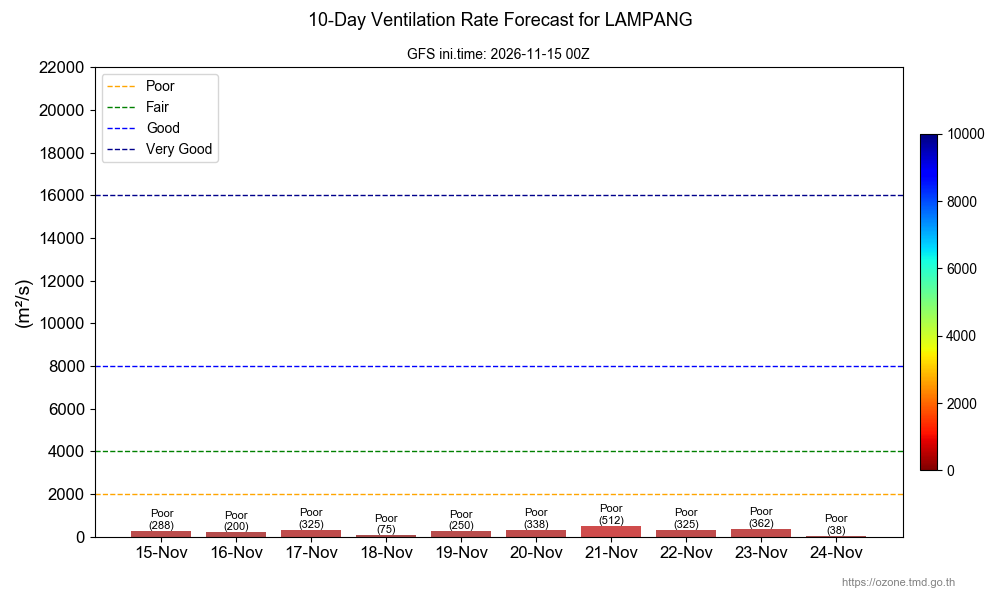 10-Day Ventilation Rate Forecast for LAMPANG
GFS ini.time: 2026-11-15 00Z
22000
20000
18000
16000
14000
12000
10000
8000
6000
4000
2000
0
(m²/s)
Poor
Fair
Good
Very Good
10000
8000
6000
4000
2000
0
Poor
(288)
Poor
(200)
Poor
(325)
Poor
(75)
Poor
(250)
Poor
(338)
Poor
(512)
Poor
(325)
Poor
(362)
Poor
(38)
15-Nov 16-Nov 17-Nov 18-Nov 19-Nov 20-Nov 21-Nov 22-Nov 23-Nov 24-Nov
https://ozone.tmd.go.th